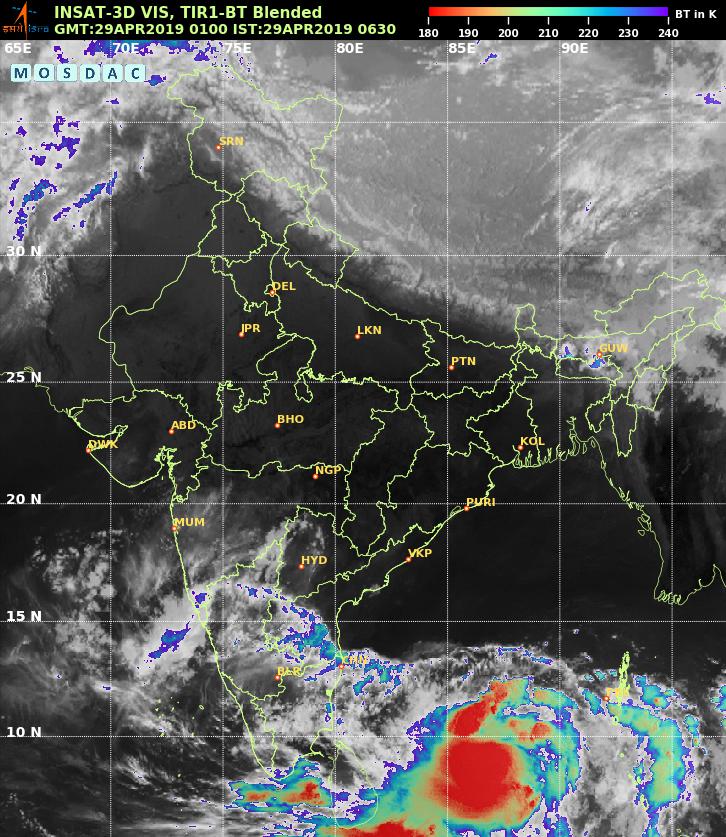 INSAT-3D VIS, TIR1-BT Blended
GMT:29APR2019 0100 IST:29APR2019 0630
BT in K
180 190 200 210 220 230 240
65E 70E 75E 80E 85E 90E
M O S D A C
SRN
30 N
DEL
JPR LKN GUW
PTN
25 N
ABD BHO
DWK KOL
NGP
20 N PURI
MUM
HYD VKP
15 N
BLR
10 N